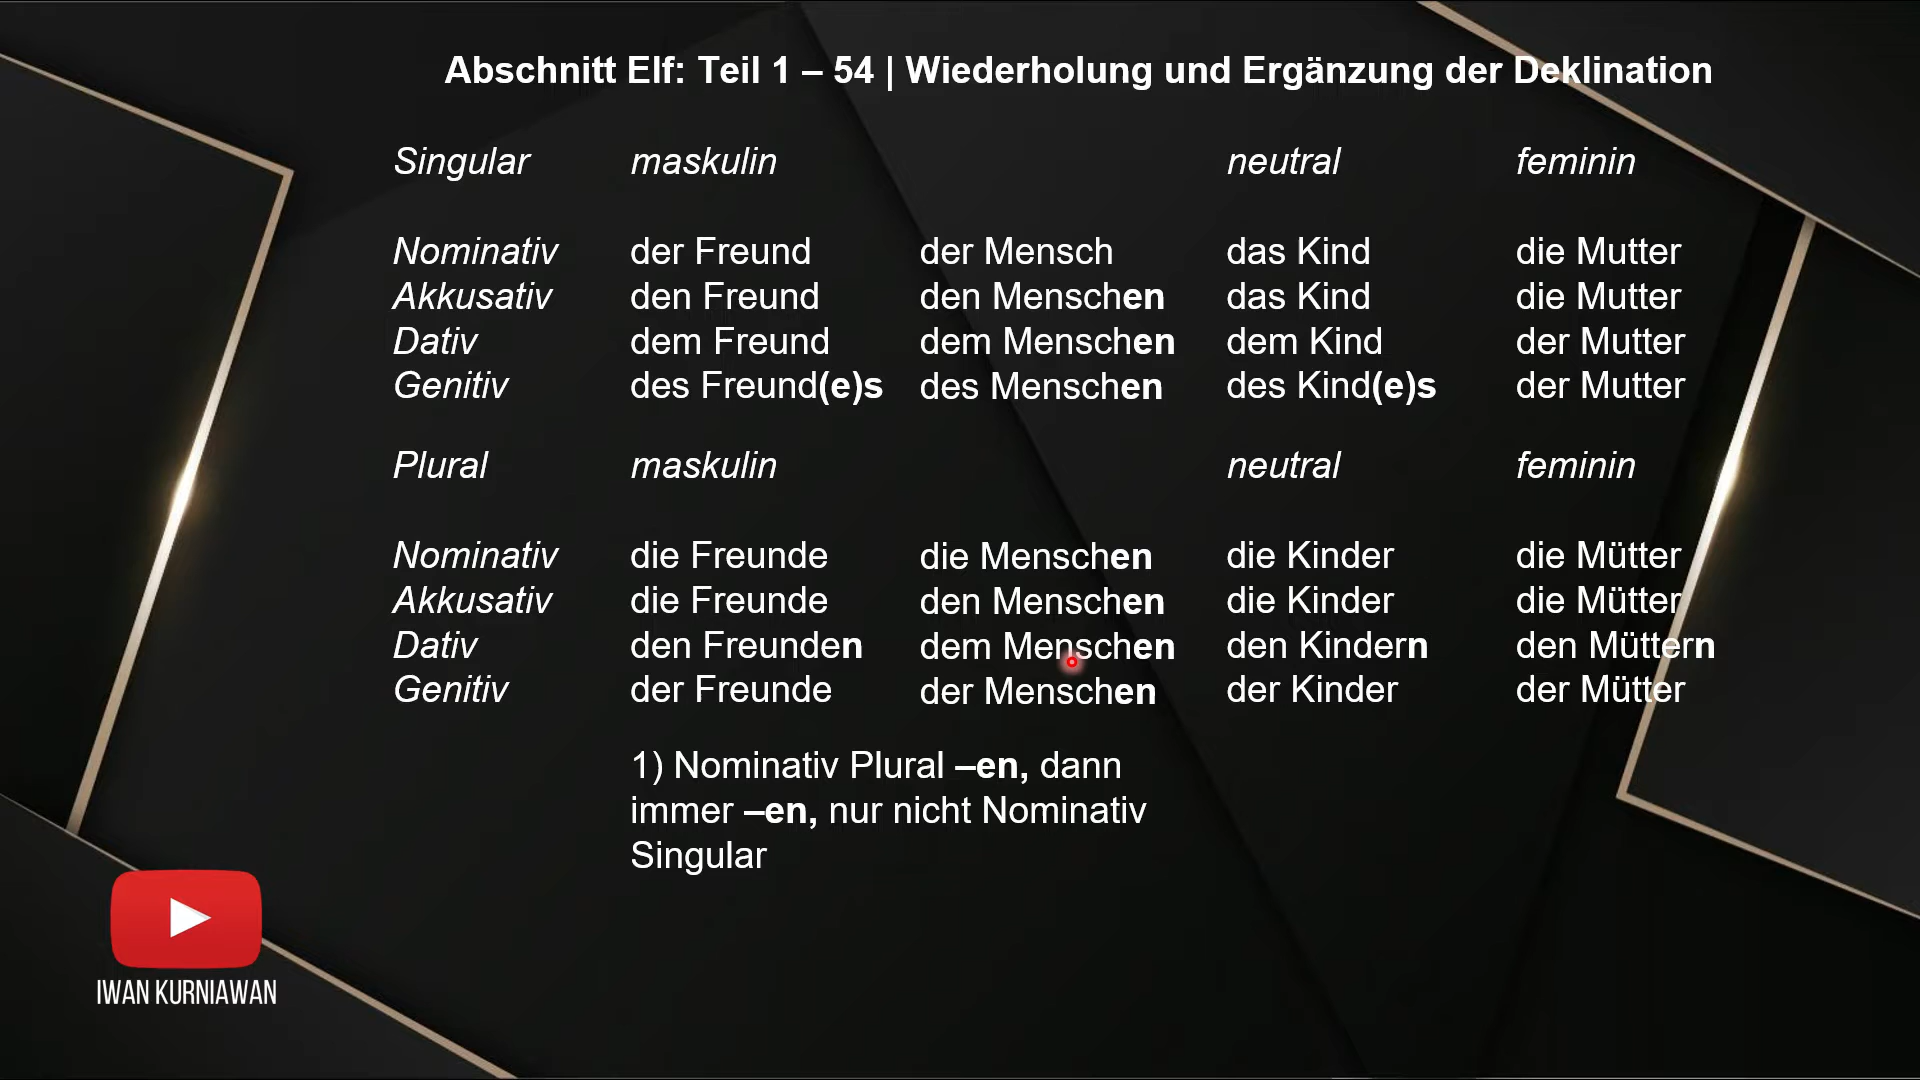 Abschnitt Elf: Teil 1 – 54 | Wiederholung und Ergänzung der Deklination
Singular maskulin neutral feminin
Nominativ der Freund der Mensch das Kind die Mutter
Akkusativ den Freund den Menschen das Kind die Mutter
Dativ dem Freund dem Menschen dem Kind der Mutter
Genitiv des Freund(e)s des Menschen des Kind(e)s der Mutter
Plural maskulin neutral feminin
Nominativ die Freunde die Menschen die Kinder die Mütter
Akkusativ die Freunde den Menschen die Kinder die Mütter
Dativ den Freunden dem Menschen den Kindern den Müttern
Genitiv der Freunde der Menschen der Kinder der Mütter
1) Nominativ Plural –en, dann
immer –en, nur nicht Nominativ
Singular
IWAN KURNIAWAN